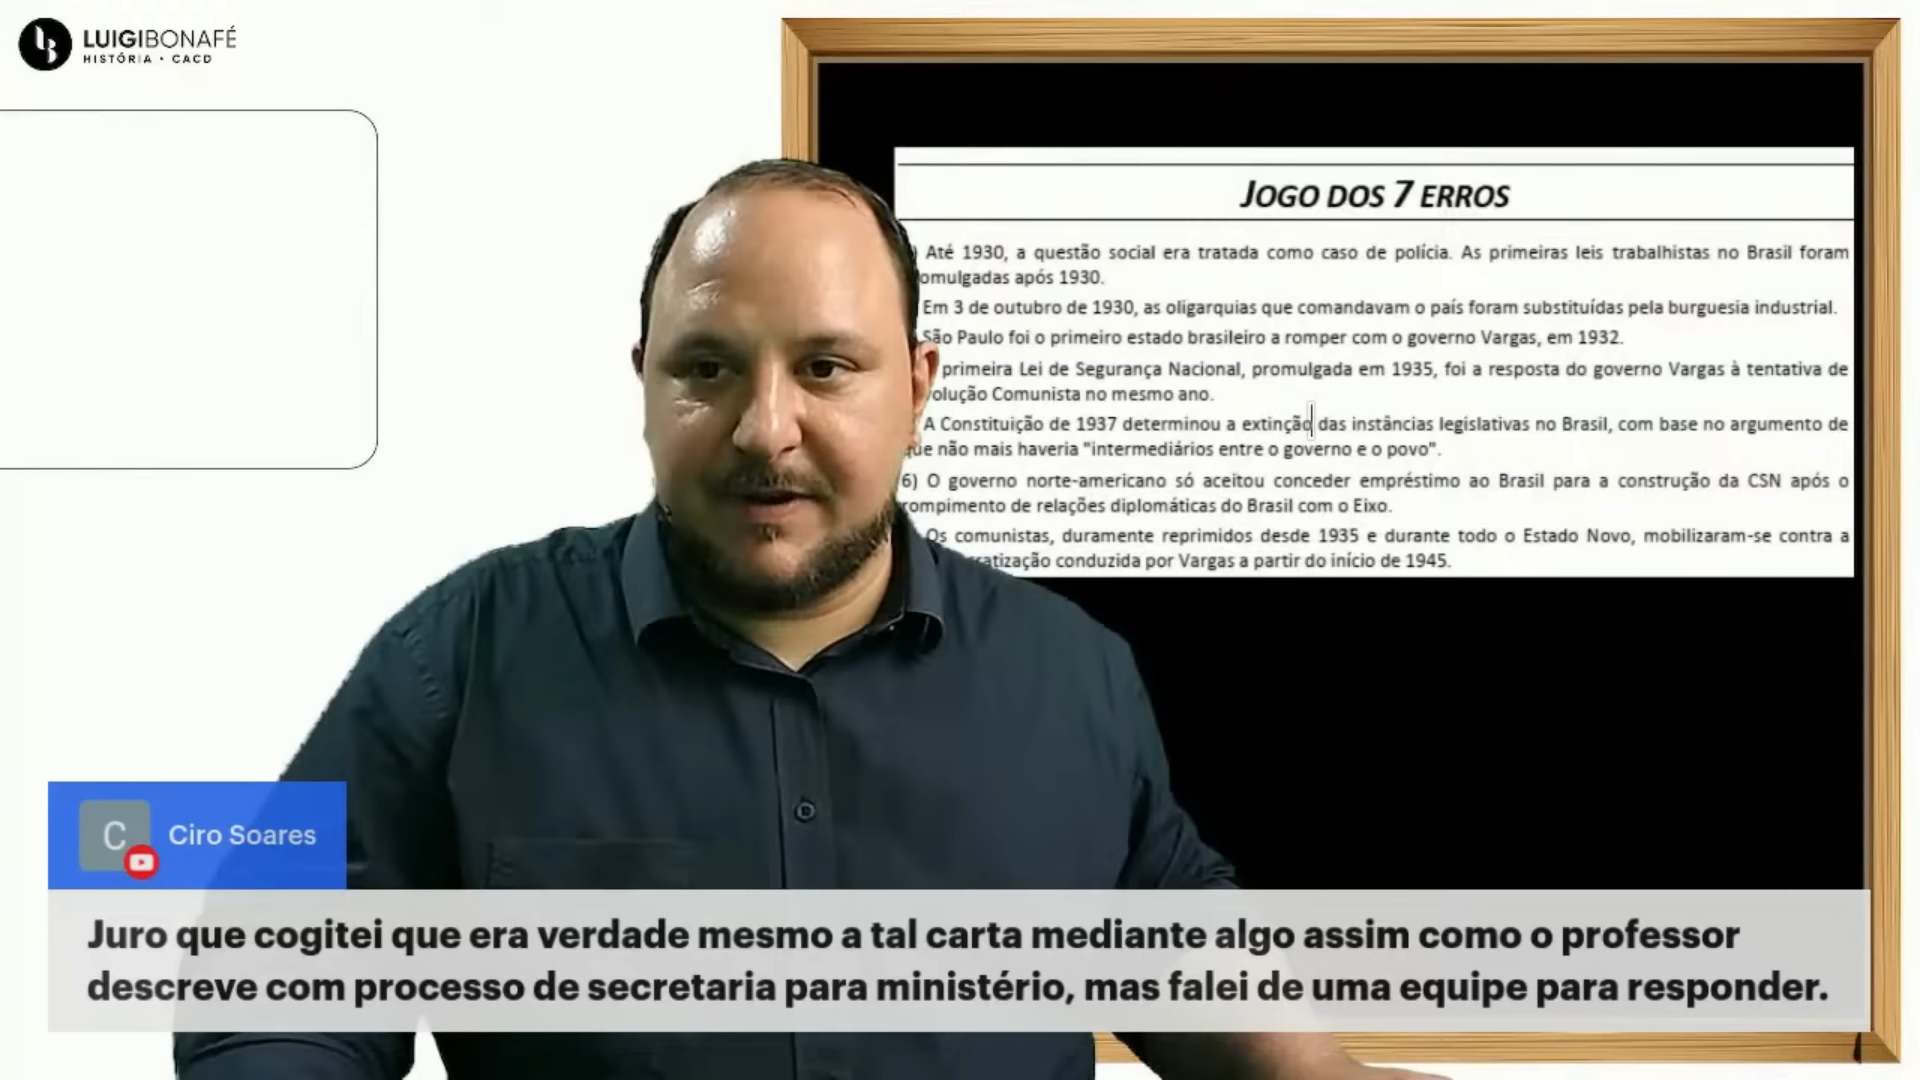 LUIGIBONAFÉ
HISTÓRIA • CACD
JOGO DOS 7 ERROS
Até 1930, a questão social era tratada como caso de polícia. As primeiras leis trabalhistas no Brasil foram
omulgadas após 1930.
Em 3 de outubro de 1930, as oligarquias que comandavam o país foram substituídas pela burguesia industrial.
São Paulo foi o primeiro estado brasileiro a romper com o governo Vargas, em 1932.
primeira Lei de Segurança Nacional, promulgada em 1935, foi a resposta do governo Vargas à tentativa de
olução Comunista no mesmo ano.
A Constituição de 1937 determinou a extinção das instâncias legislativas no Brasil, com base no argumento de
ue não mais haveria "intermediários entre o governo e o povo".
6) O governo norte-americano só aceitou conceder empréstimo ao Brasil para a construção da CSN após o
rompimento de relações diplomáticas do Brasil com o Eixo.
Os comunistas, duramente reprimidos desde 1935 e durante todo o Estado Novo, mobilizaram-se contra a
ratização conduzida por Vargas a partir do início de 1945.
C
Ciro Soares
Juro que cogitei que era verdade mesmo a tal carta mediante algo assim como o professor
descreve com processo de secretaria para ministério, mas falei de uma equipe para responder.